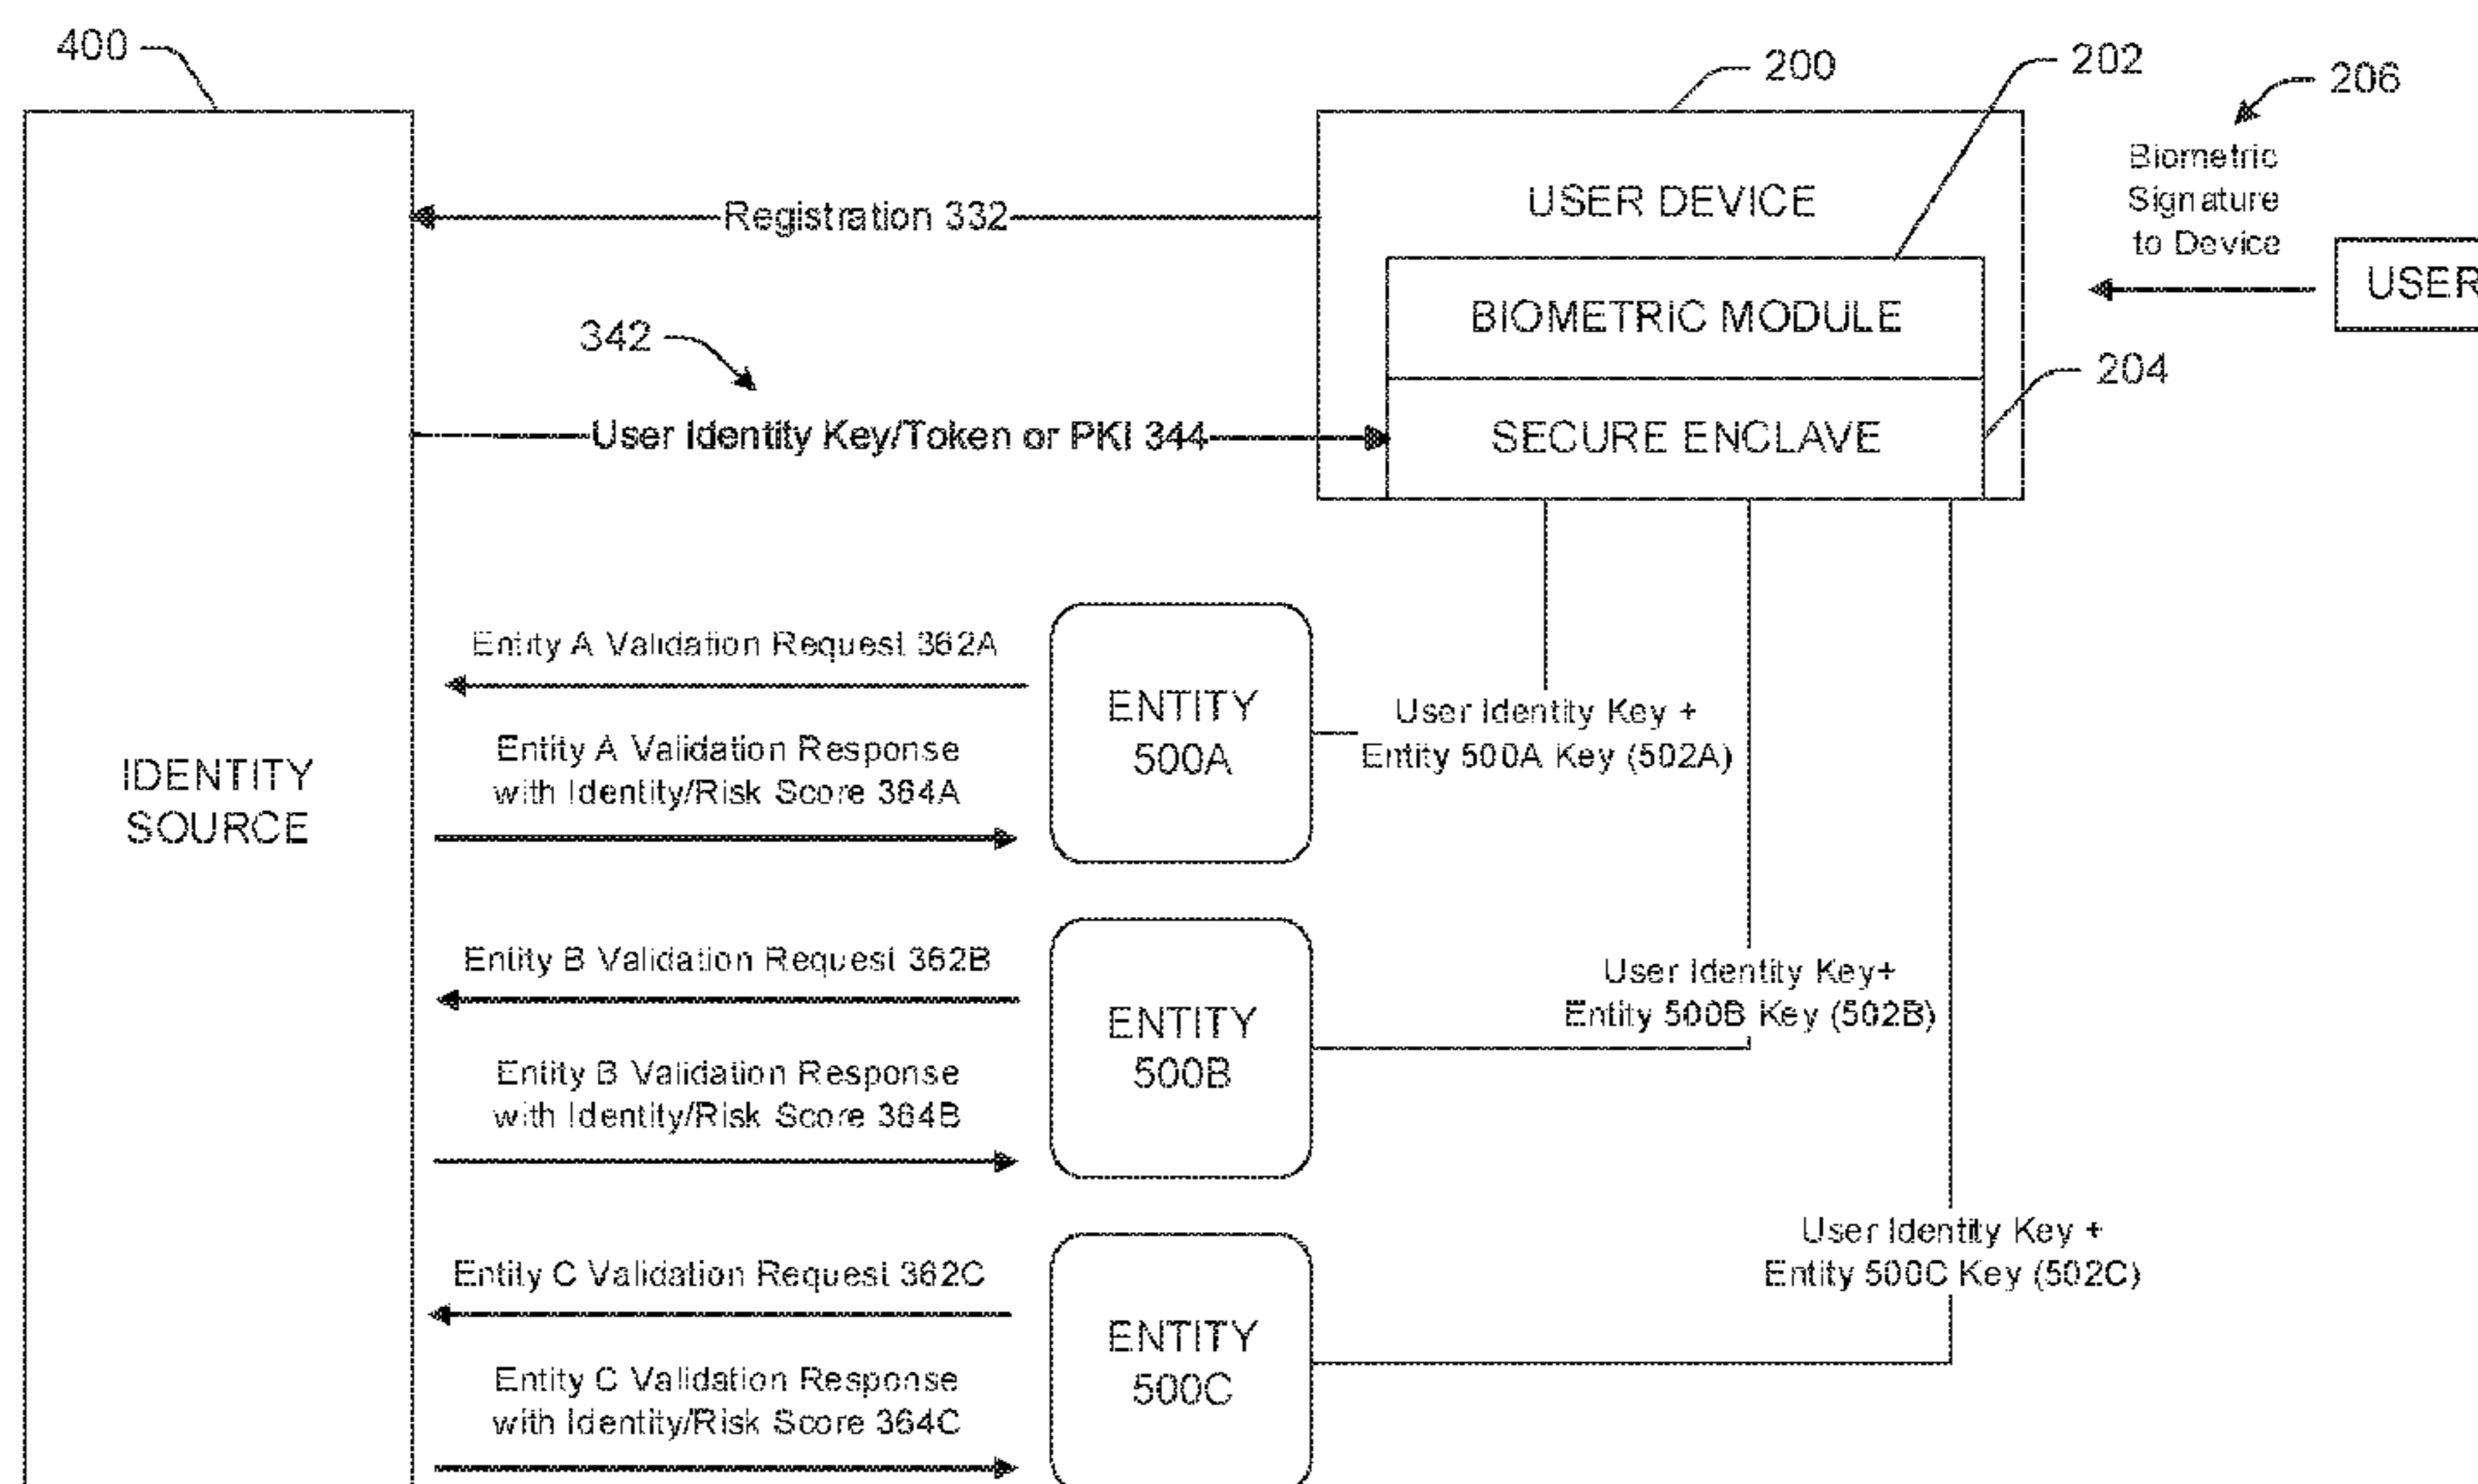 400
200
202
206
Biometric
Signature
to Device
USER DEVICE
Registration 332
USER
BIOMETRIC MODULE
342
204
User Identity Key/Token or PKI 344
SECURE ENCLAVE
Entity A Validation Request 362A
ENTITY
500A
User Identity Key +
Entity 500A Key (502A)
Entity A Validation Response
with Identity/Risk Score 364A
IDENTITY
SOURCE
Entity B Validation Request 362B
ENTITY
500B
User Identity Key+
Entity 500B Key (502B)
Entity B Validation Response
with Identity/Risk Score 364B
User Identity Key +
Entity 500C Key (502C)
Entity C Validation Request 362C
ENTITY
500C
Entity C Validation Response
with Identity/Risk Score 364C